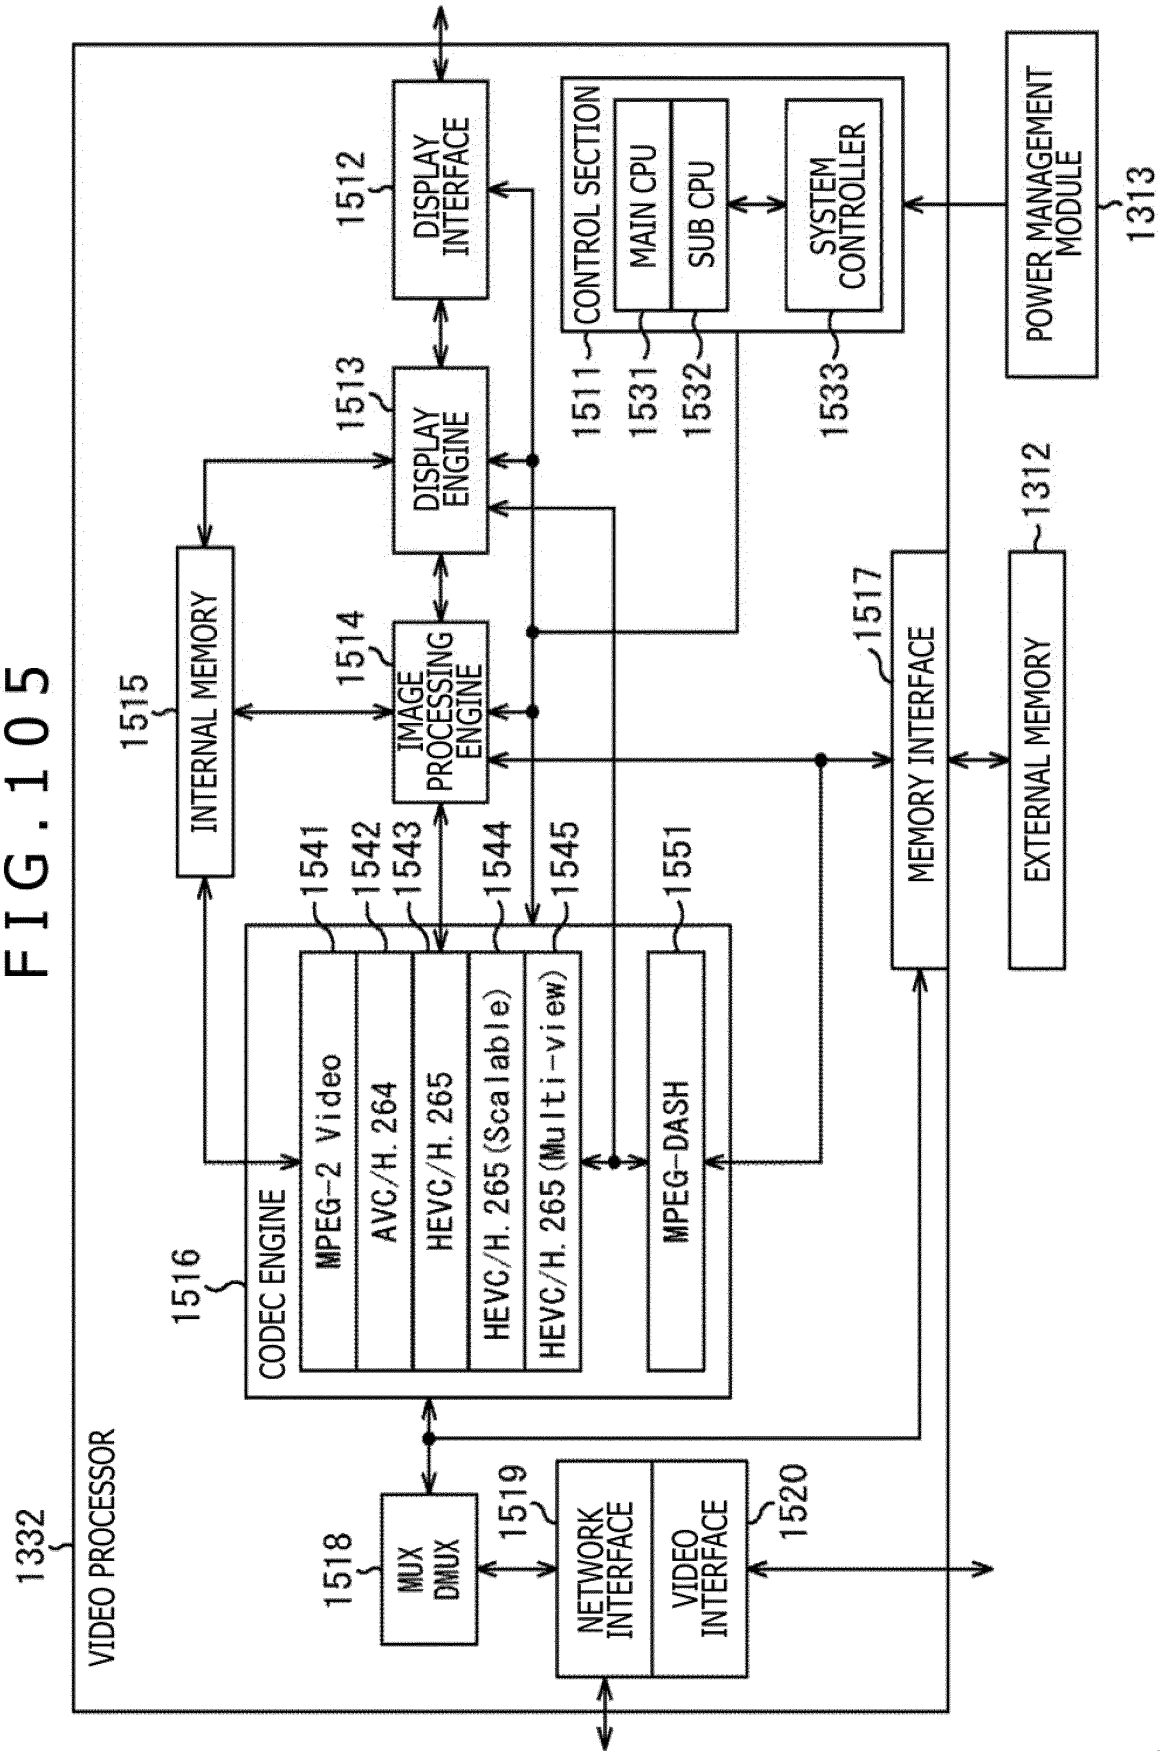 FIG.105
1332
VIDEO PROCESSOR
1518
MUX
DMUX
1519
NETWORK
INTERFACE
VIDEO
INTERFACE
1520
1516
CODEC ENGINE
MPEG-2 Video
1541
AVC/H.264
1542
HEVC/H.265
1543
HEVC/H.265(Scalable)
1544
HEVC/H.265(Multi-view)
1545
MPEG-DASH
1551
1515
INTERNAL MEMORY
1514
IMAGE
PROCESSING
ENGINE
1513
DISPLAY
ENGINE
1512
DISPLAY
INTERFACE
1511
CONTROL SECTION
1531
MAIN CPU
1532
SUB CPU
1533
SYSTEM
CONTROLLER
1517
MEMORY INTERFACE
EXTERNAL MEMORY
1312
POWER MANAGEMENT
MODULE
1313